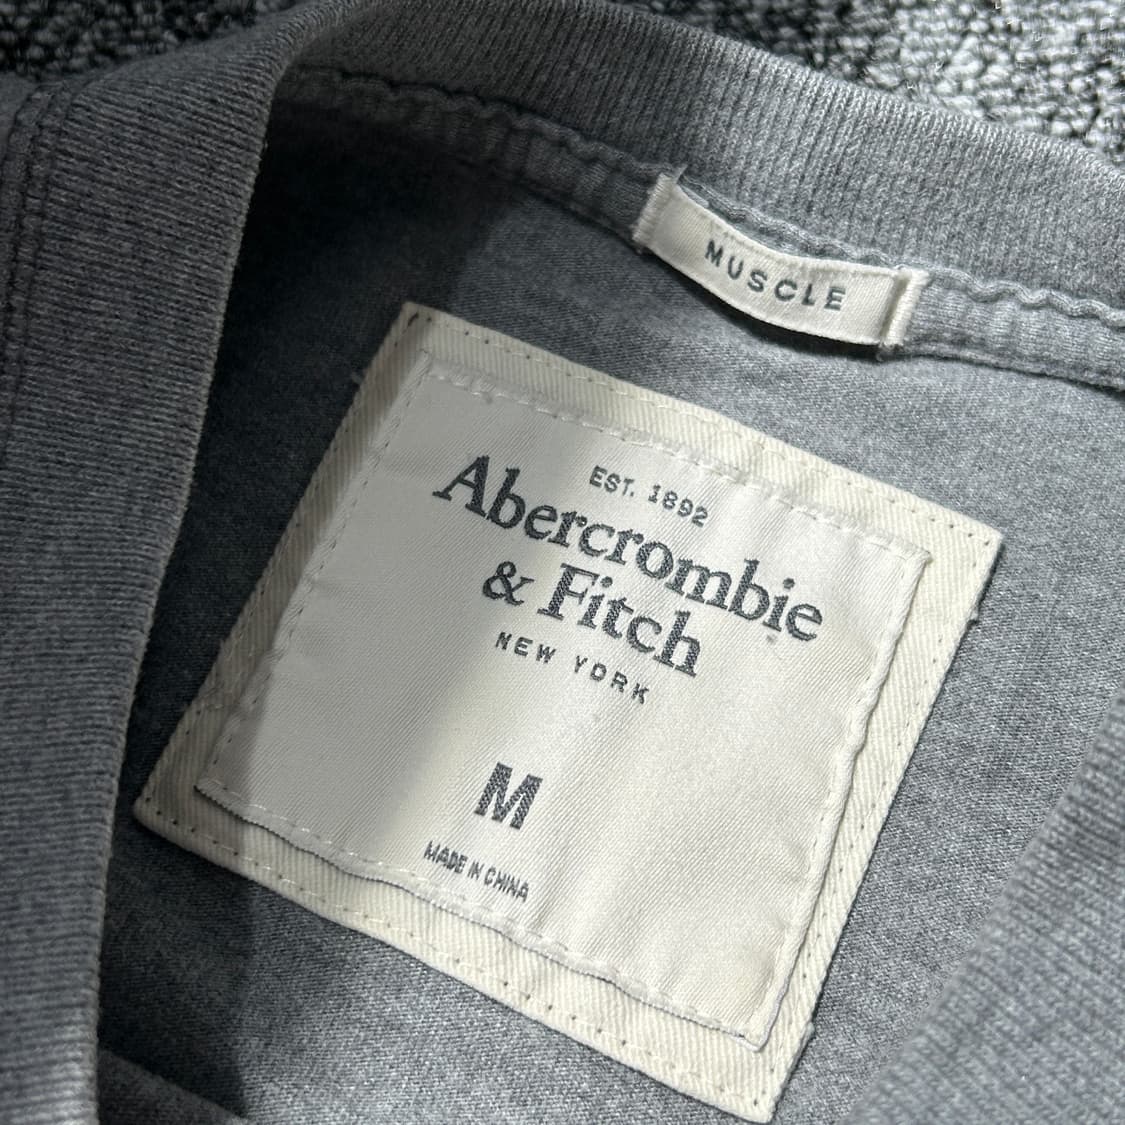 MUSCLE
EST. 1892
Abercrombie
& Fitch
NEW YORK
M
MADE IN CHINA